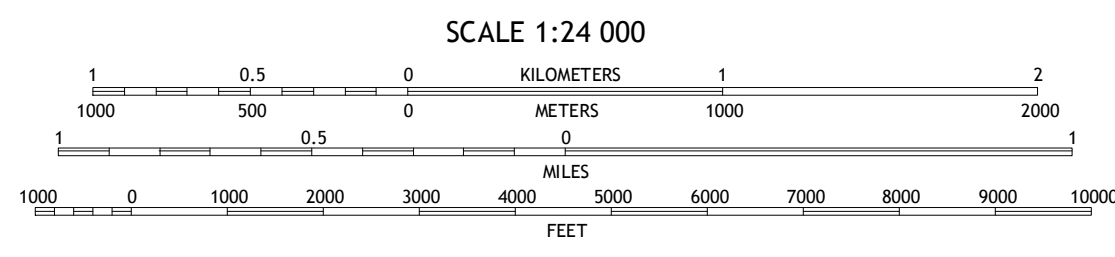 SCALE 1:24 000
1 0.5 0 KILOMETERS 1 2
1000 500 0 METERS 1000 2000
1 0.5 0 1
MILES
1000 0 1000 2000 3000 4000 5000 6000 7000 8000 9000 10000
FEET